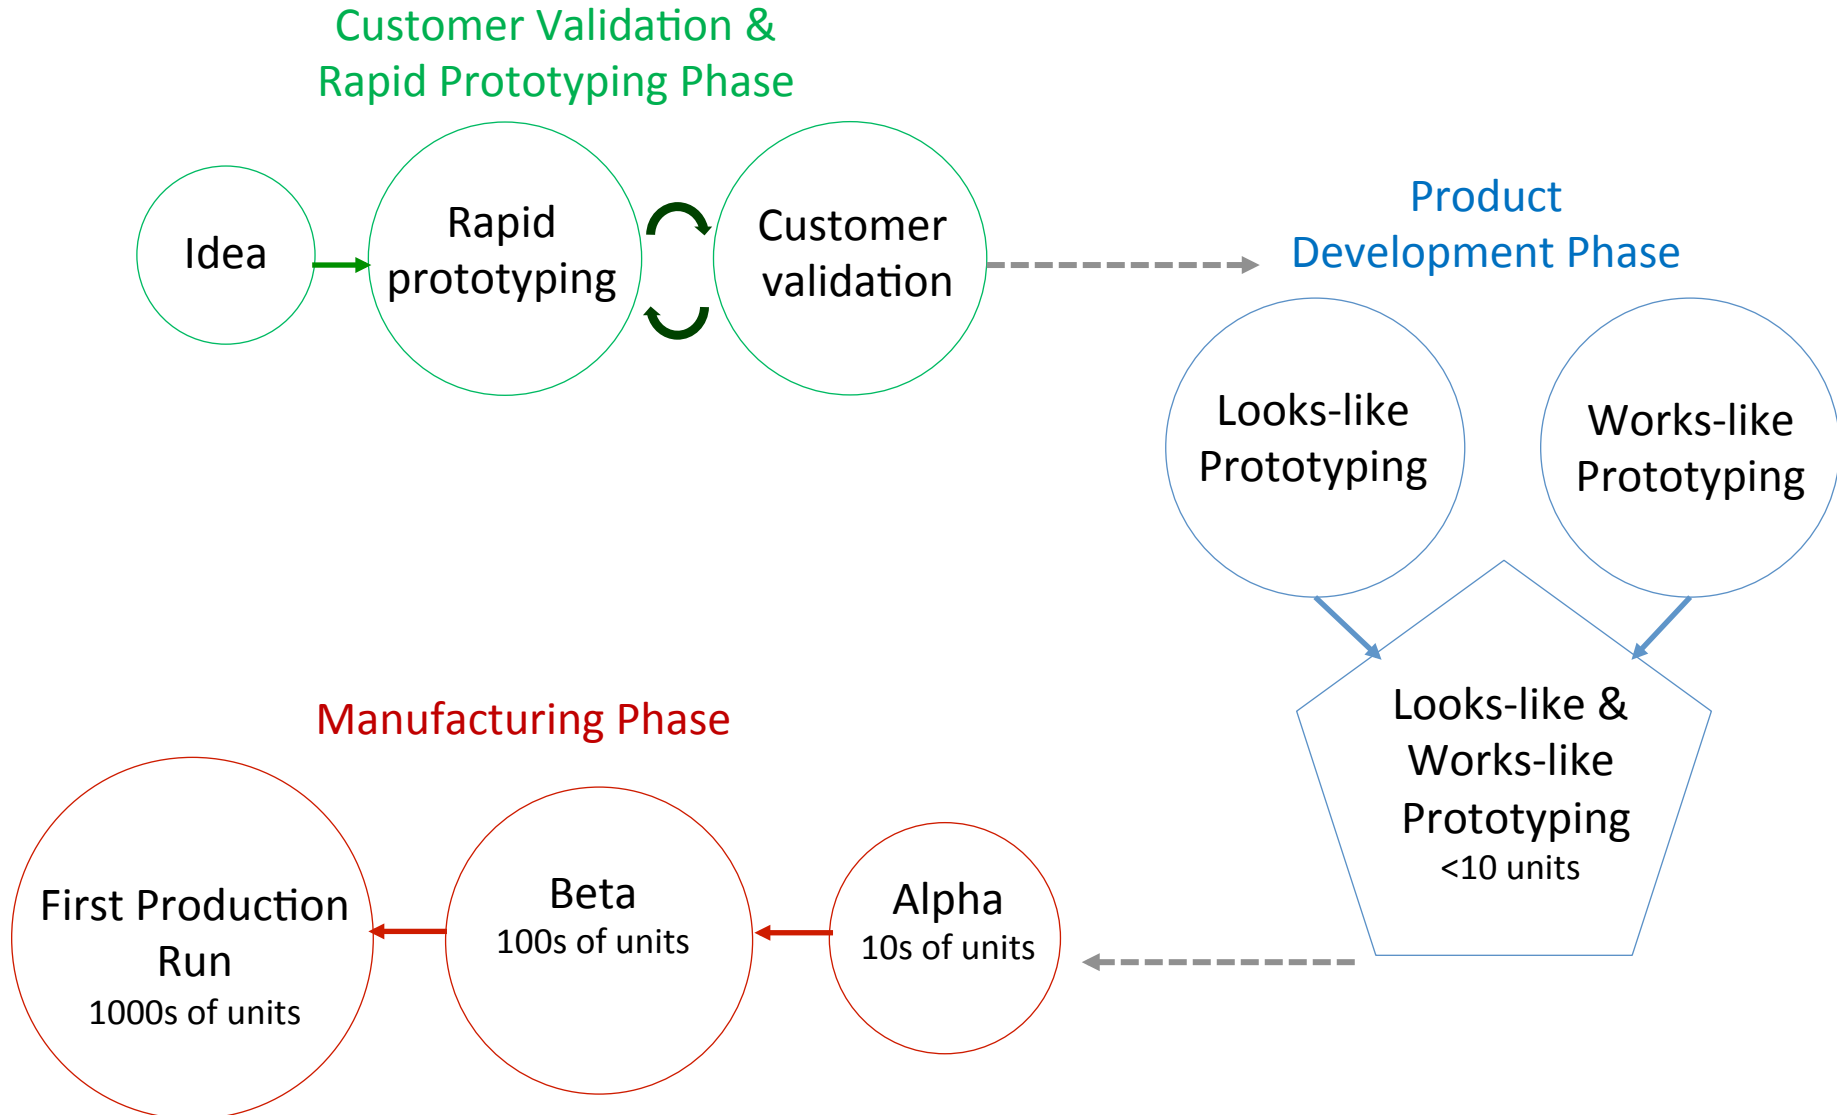 Customer Validation &
Rapid Prototyping Phase
Idea
Rapid
prototyping
Customer
validation
Product
Development Phase
Looks-like
Prototyping
Works-like
Prototyping
Looks-like &
Works-like
Prototyping
<10 units
Manufacturing Phase
First Production
Run
1000s of units
Beta
100s of units
Alpha
10s of units